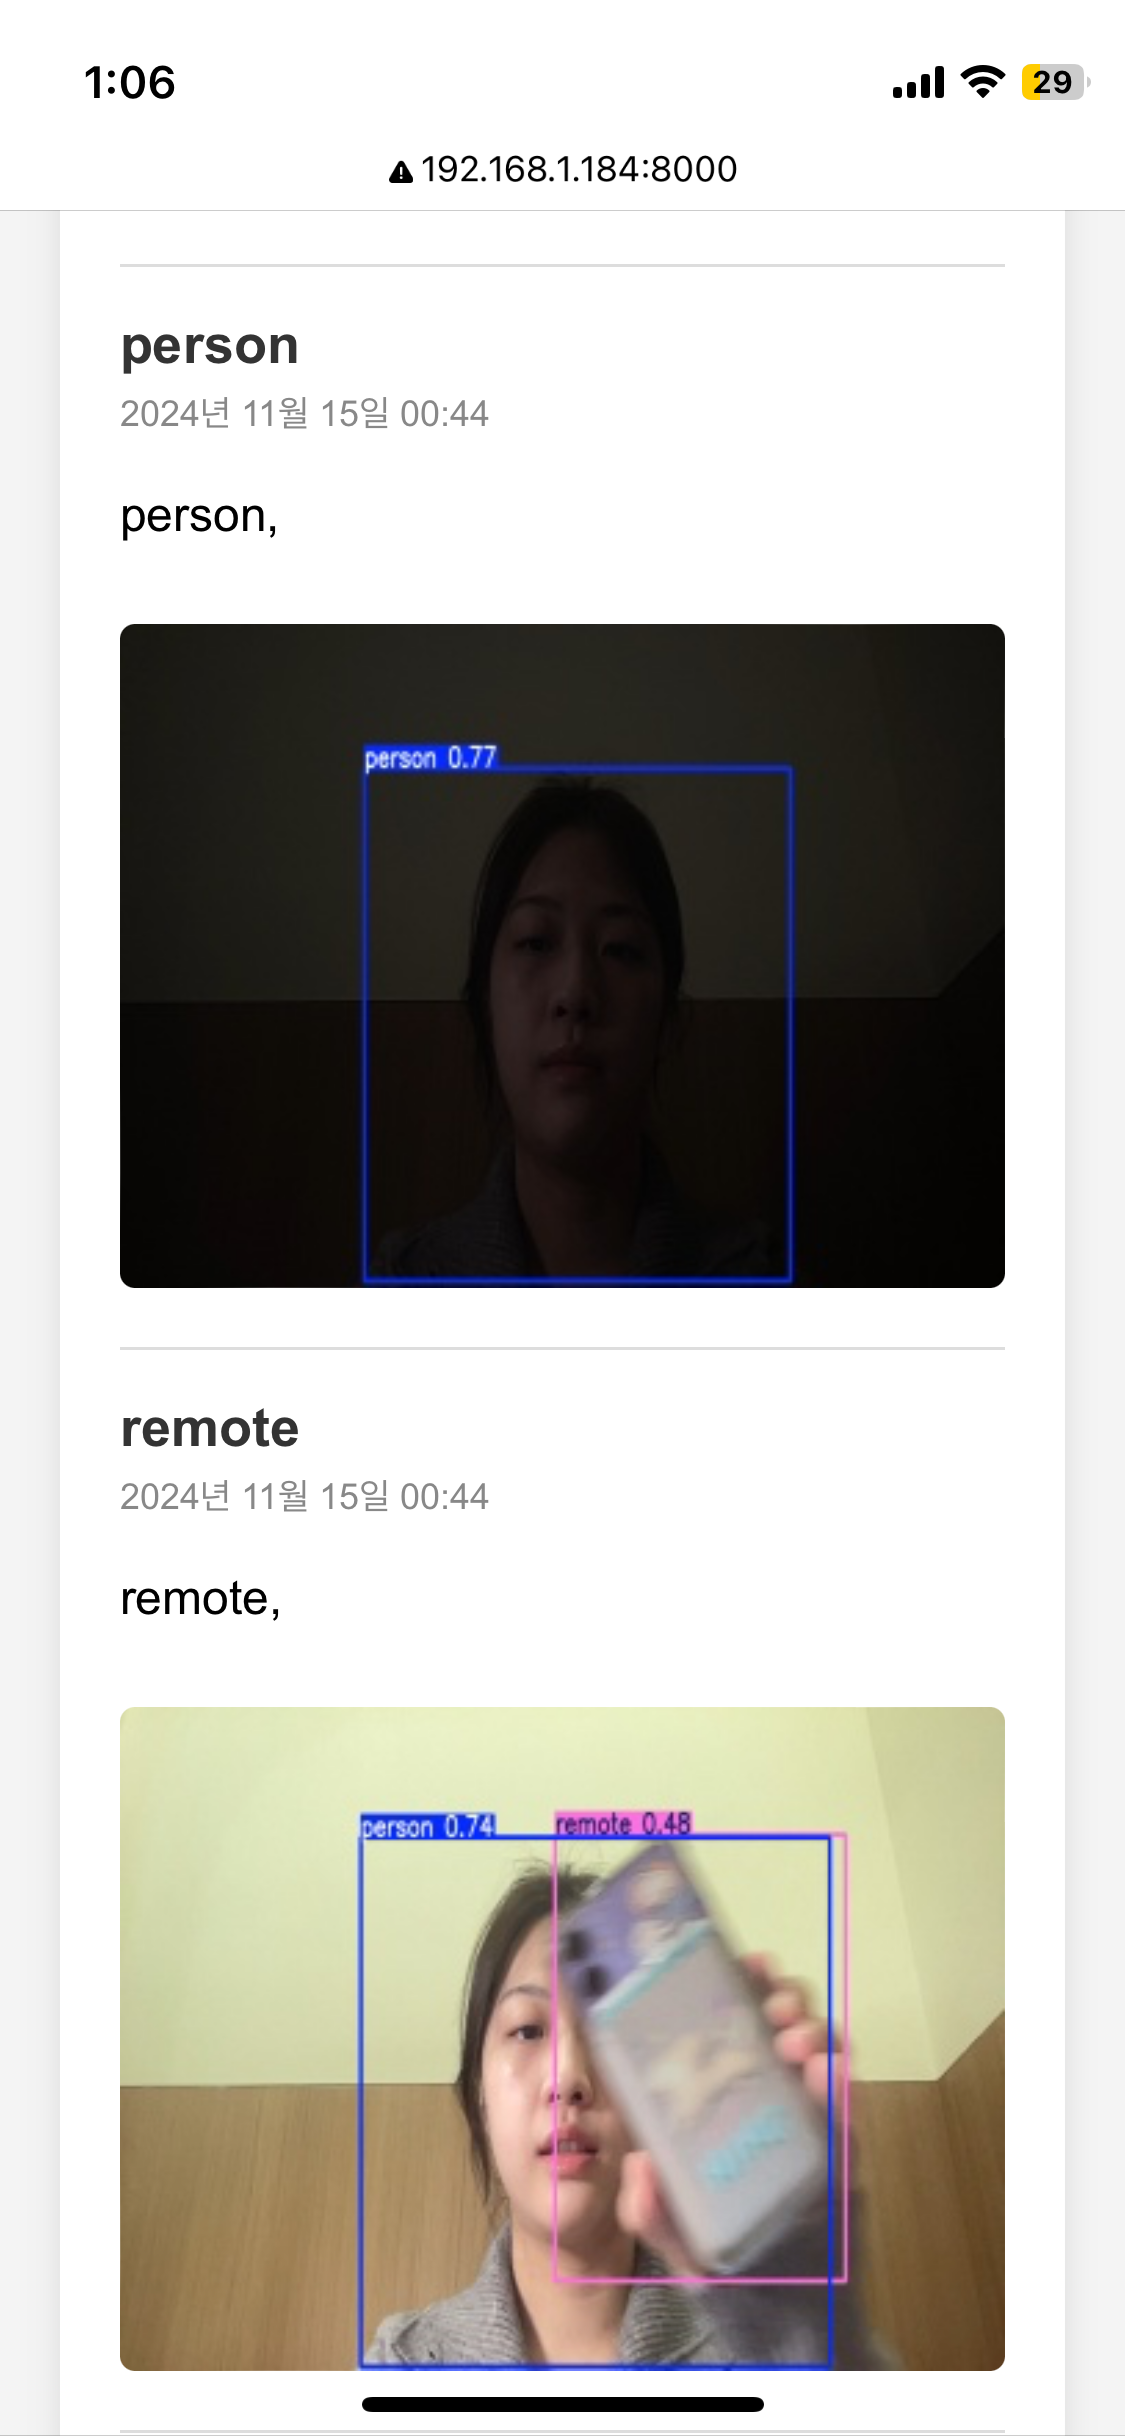 1:06
29
192.168.1.184:8000
person
2024년 11월 15일 00:44
person,
person 0.77
remote
2024년 11월 15일 00:44
remote,
person 0.74
remote 0.48